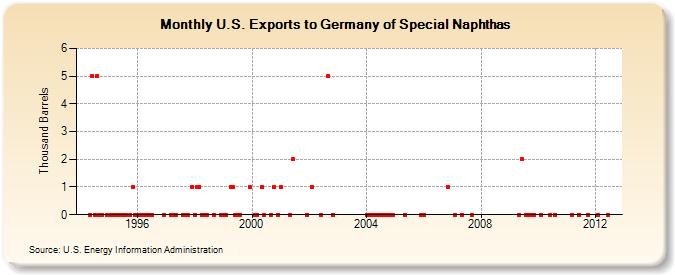 Monthly U.S. Exports to Germany of Special Naphthas
Thousand Barrels
6
5
4
3
2
1
0
1996 2000 2004 2008 2012
Source: U.S. Energy Information Administration